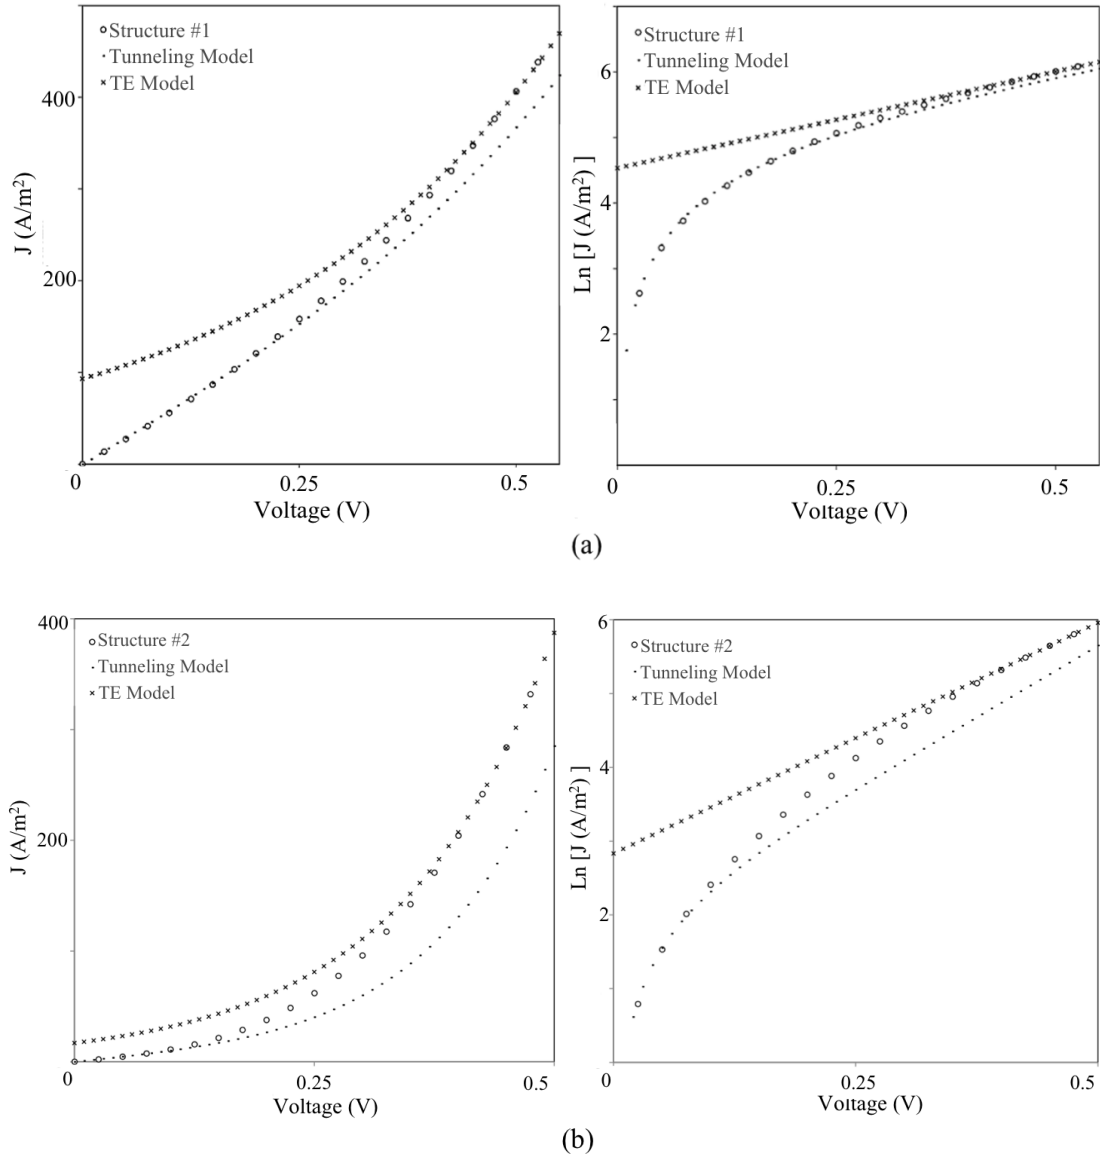 Structure #1
Tunneling Model
TE Model
400
200
0
0.25
0.5
J (A/m²)
Voltage (V)
Structure #1
Tunneling Model
TE Model
6
4
2
0
0.25
0.5
Ln [J (A/m²) ]
Voltage (V)
(a)
400
Structure #2
Tunneling Model
TE Model
200
0
0.25
0.5
J (A/m²)
Voltage (V)
6
Structure #2
Tunneling Model
TE Model
4
2
0
0.25
0.5
Ln [J (A/m²) ]
Voltage (V)
(b)